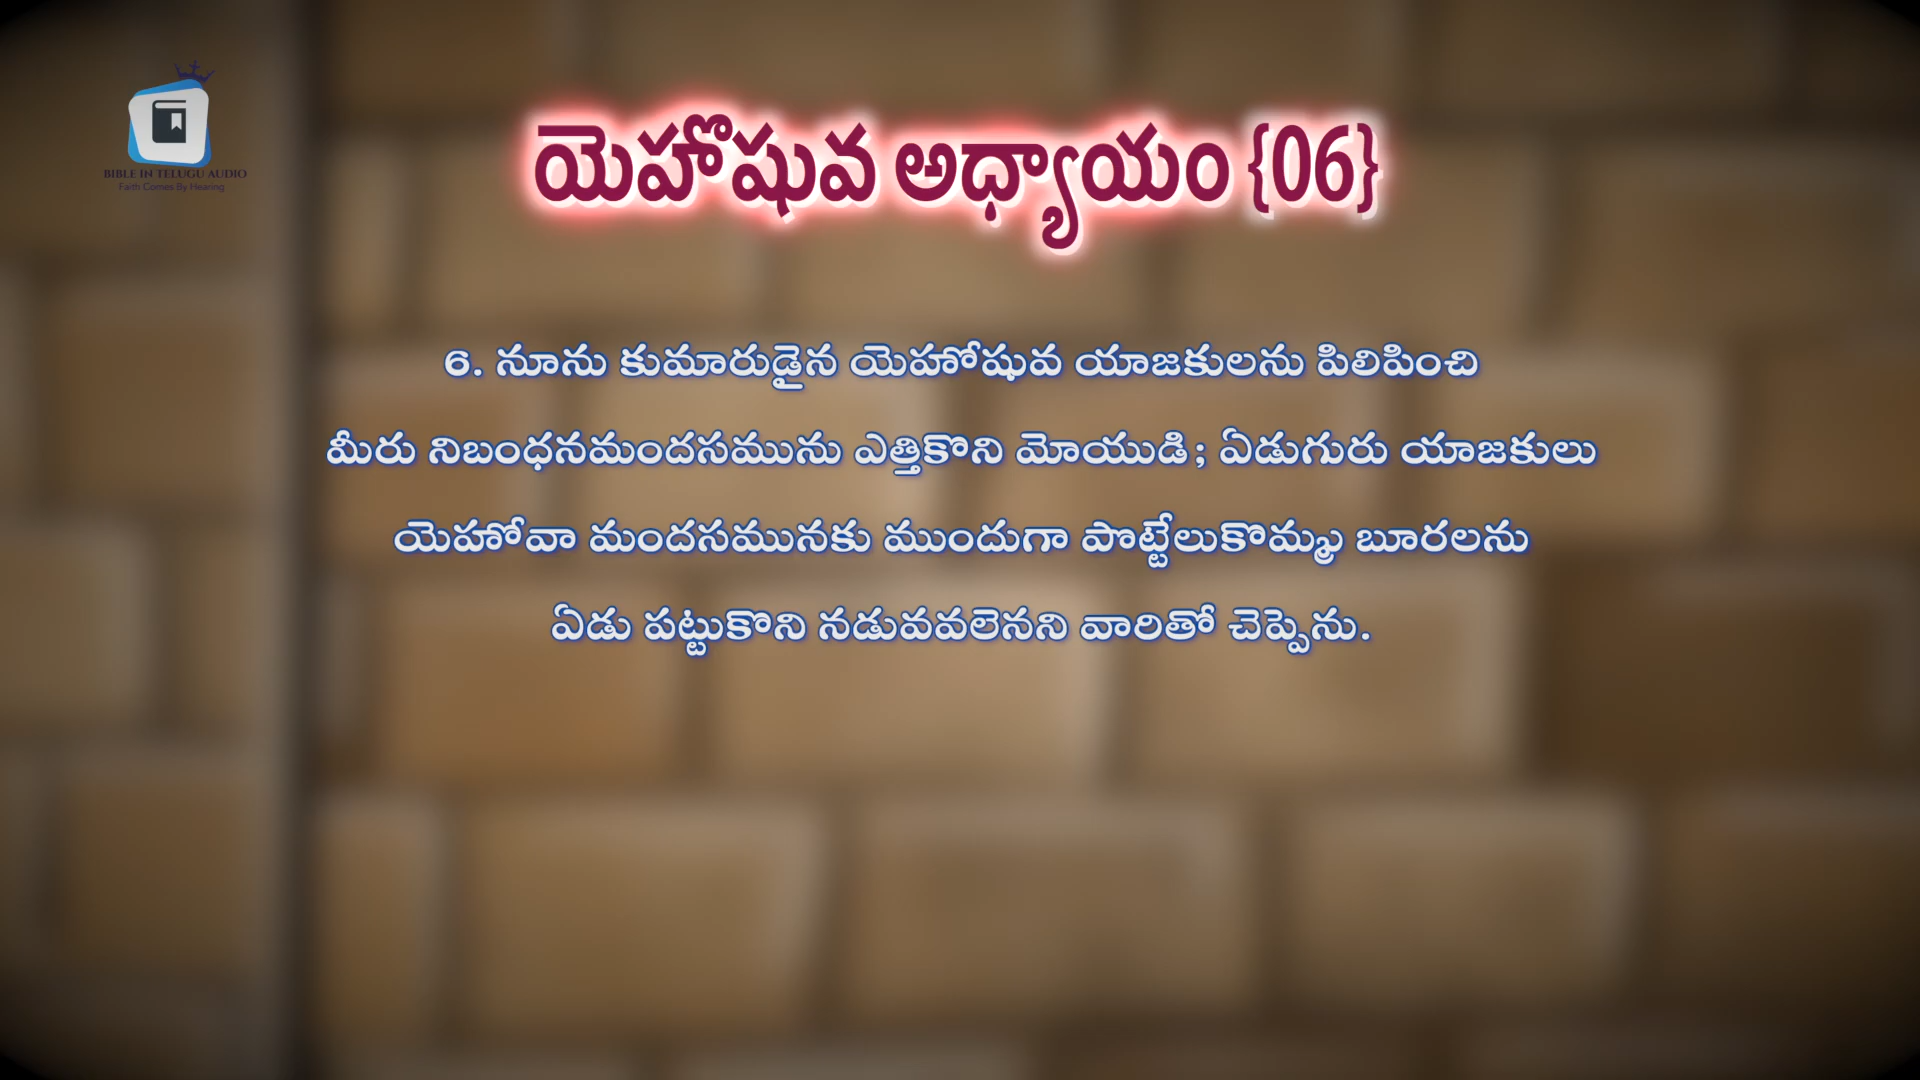 BIBLE IN TELUGU AUDIO
Faith Comes By Hearing
యెహొషువ అధ్యాయం {06}
6. నూను కుమారుడైన యెహోషువ యాజకులను పిలిపించి
మీరు నిబంధనమందసమును ఎత్తికొని మోయుడి; ఏడుగురు యాజకులు
యెహోవా మందసమునకు ముందుగా పొట్టేలుకొమ్ము బూరలను
ఏడు పట్టుకొని నడువవలెనని వారితో చెప్పెను.